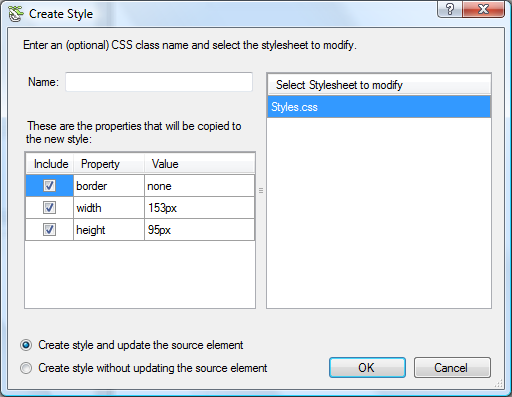 Create Style
Enter an (optional) CSS class name and select the stylesheet to modify.
Name:
Select Stylesheet to modify
Styles.css
These are the properties that will be copied to
the new style:
Include Property Value
border none
width 153px
height 95px
Create style and update the source element
Create style without updating the source element
OK Cancel